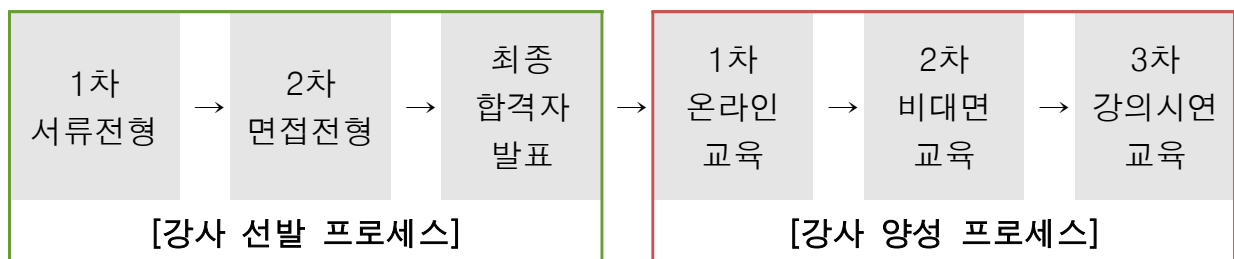 1차
서류전형
→
2차
면접전형
→
최종
합격자
발표
→
1차
온라인
교육
→
2차
비대면
교육
→
3차
강의시연
교육
[강사 선발 프로세스]
[강사 양성 프로세스]